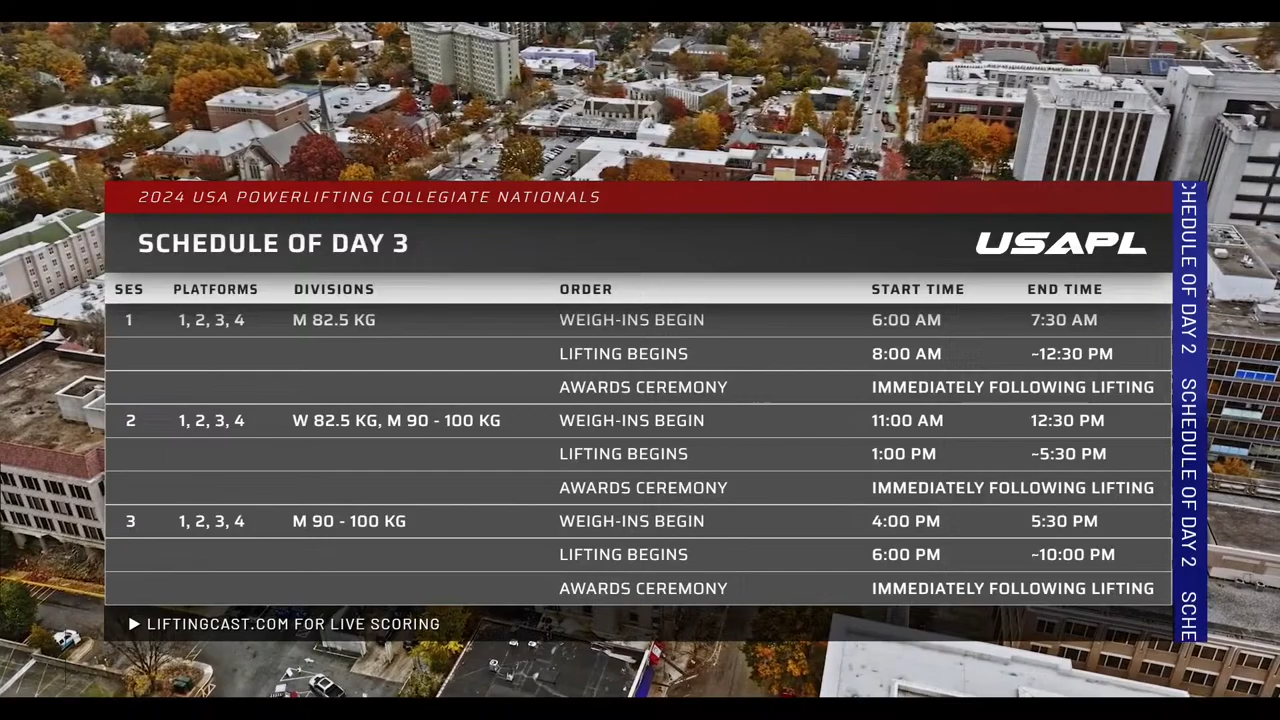 2024 USA POWERLIFTING COLLEGIATE NATIONALS
SCHEDULE OF DAY 3
USAPL
SES PLATFORMS DIVISIONS ORDER START TIME END TIME
1 1, 2, 3, 4 M 82.5 KG WEIGH-INS BEGIN 6:00 AM 7:30 AM
LIFTING BEGINS 8:00 AM ~12:30 PM
AWARDS CEREMONY IMMEDIATELY FOLLOWING LIFTING
2 1, 2, 3, 4 W 82.5 KG, M 90 - 100 KG WEIGH-INS BEGIN 11:00 AM 12:30 PM
LIFTING BEGINS 1:00 PM ~5:30 PM
AWARDS CEREMONY IMMEDIATELY FOLLOWING LIFTING
3 1, 2, 3, 4 M 90 - 100 KG WEIGH-INS BEGIN 4:00 PM 5:30 PM
LIFTING BEGINS 6:00 PM ~10:00 PM
AWARDS CEREMONY IMMEDIATELY FOLLOWING LIFTING
▶ LIFTINGCAST.COM FOR LIVE SCORING
CHEDULE OF DAY 2 SCHEDULE OF DAY 2 SCHE